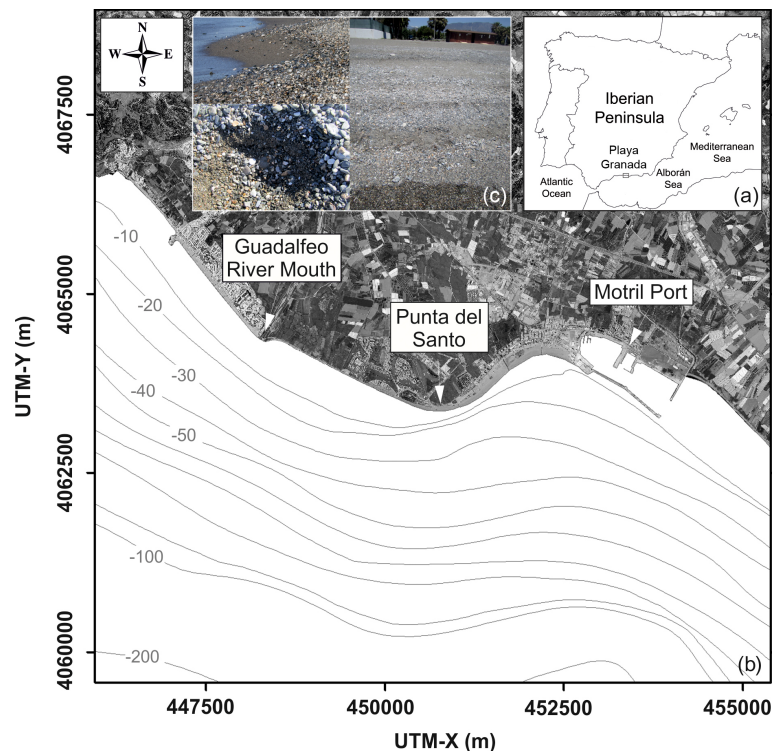 N
W E
S
(c)
Iberian
Peninsula
Playa
Granada
Mediterranean
Sea
Alborán
Sea
Atlantic
Ocean
(a)
4067500
4065000
4062500
4060000
UTM-Y (m)
Guadalfeo
River Mouth
Punta del
Santo
Motril Port
-10
-20
-30
-40
-50
-100
-200
(b)
447500
450000
452500
455000
UTM-X (m)